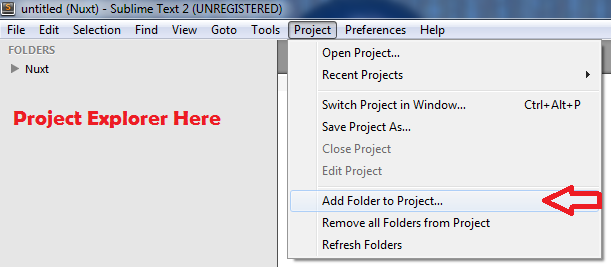 untitled (Nuxt) - Sublime Text 2 (UNREGISTERED)
File Edit Selection Find View Goto Tools Project Preferences Help
FOLDERS
Nuxt
Project Explorer Here
Open Project...
Recent Projects
Switch Project in Window... Ctrl+Alt+P
Save Project As...
Close Project
Edit Project
Add Folder to Project...
Remove all Folders from Project
Refresh Folders